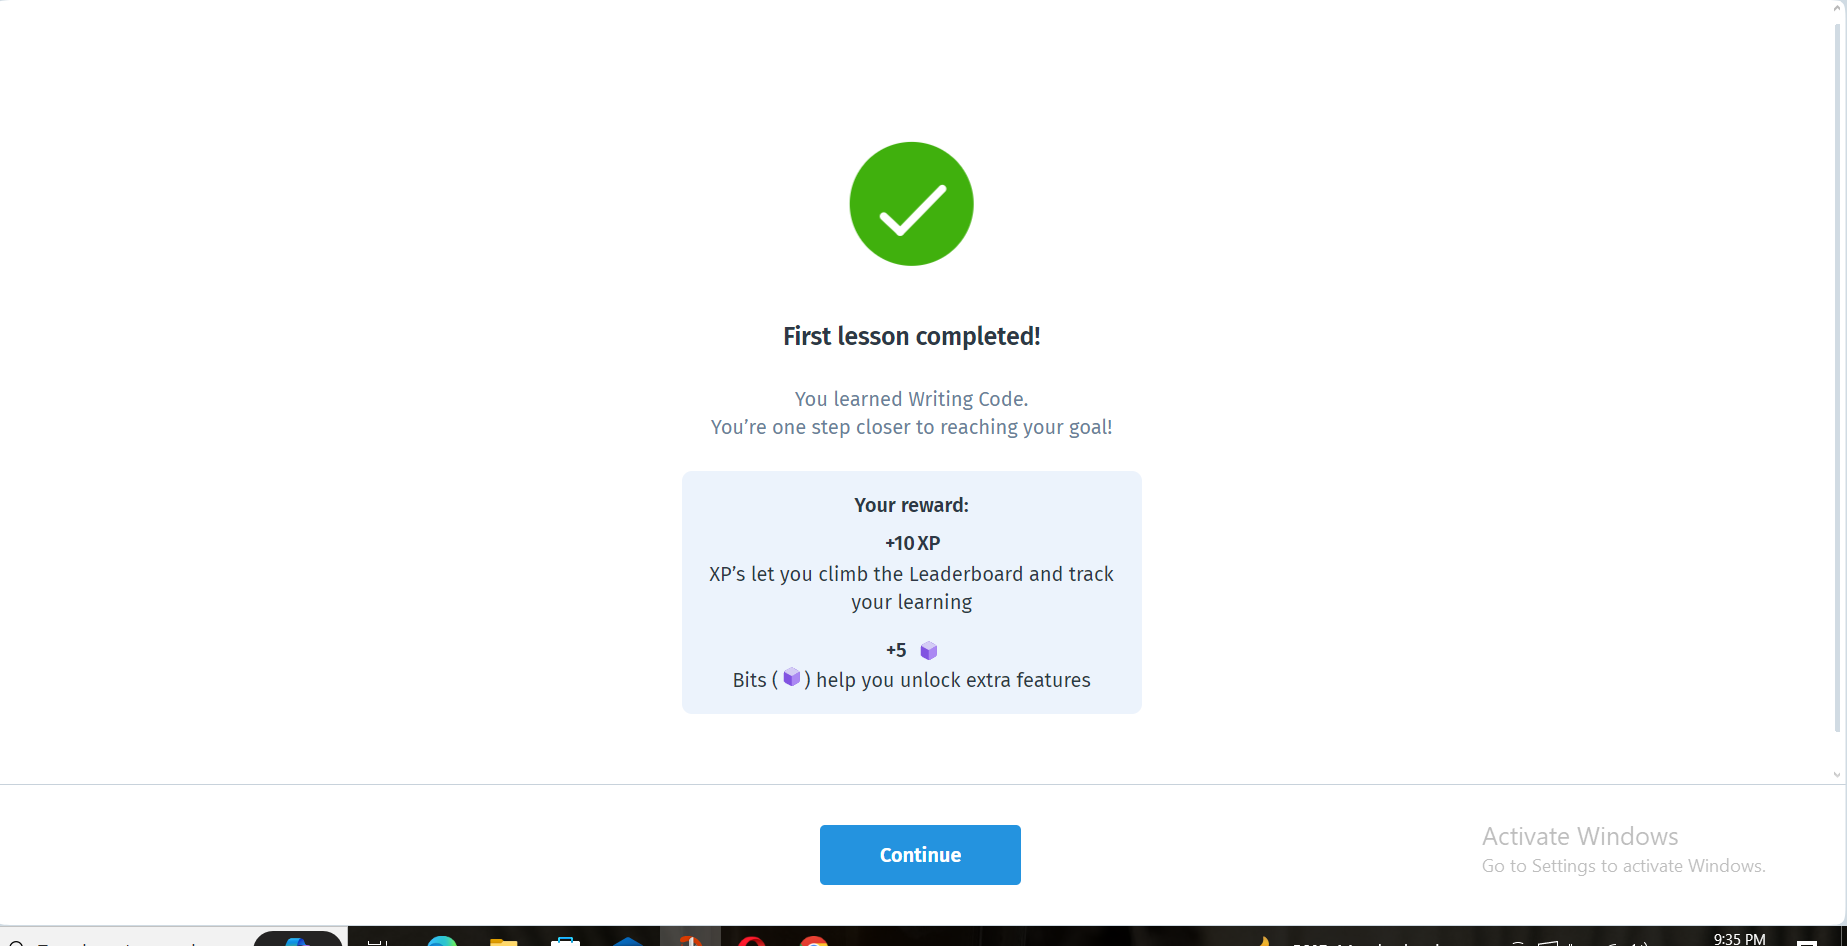 First lesson completed!
You learned Writing Code.
You’re one step closer to reaching your goal!
Your reward:
+10 XP
XP’s let you climb the Leaderboard and track
your learning
+5
Bits ( ) help you unlock extra features
Continue
Activate Windows
Go to Settings to activate Windows.
9:35 PM